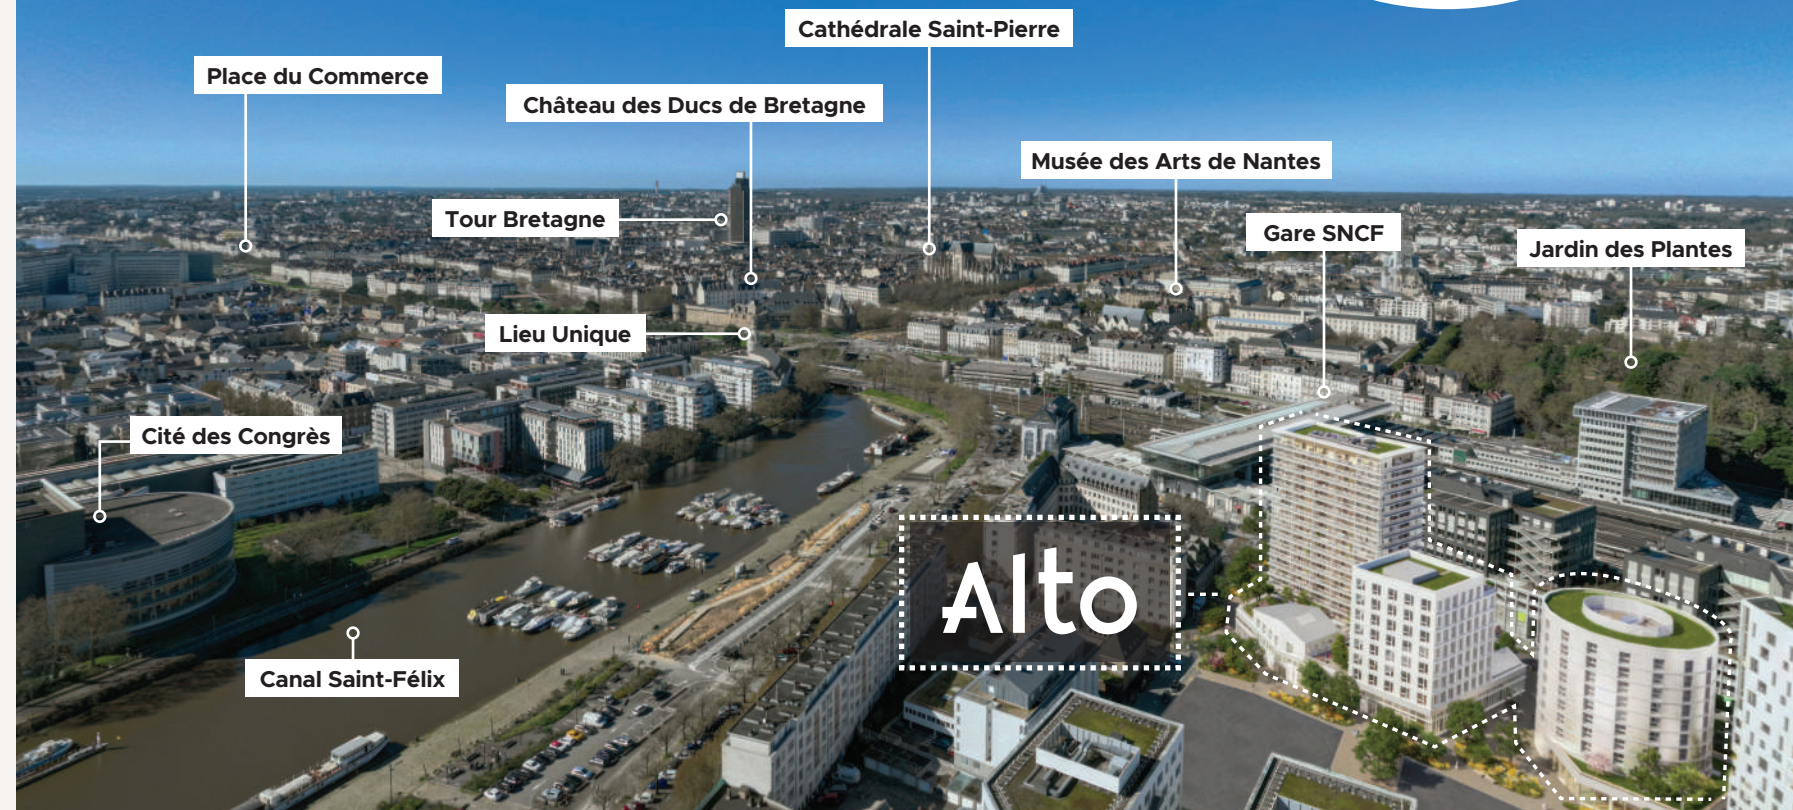 Cathédrale Saint-Pierre
Place du Commerce
Château des Ducs de Bretagne
Musée des Arts de Nantes
Tour Bretagne
Gare SNCF
Jardin des Plantes
Lieu Unique
Cité des Congrès
Alto
Canal Saint-Félix